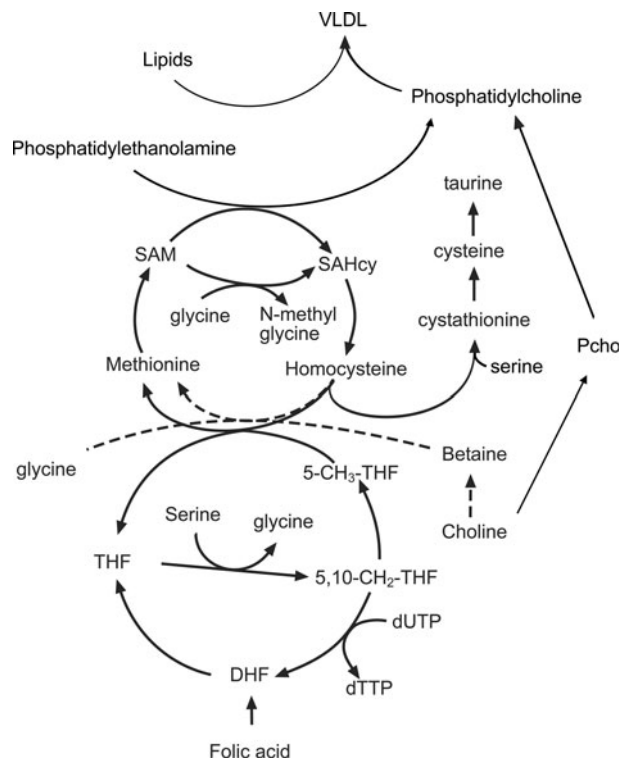 VLDL
Lipids
Phosphatidylcholine
Phosphatidylethanolamine
taurine
SAM
SAHcy
cysteine
glycine
N-methyl
glycine
cystathionine
Methionine
Homocysteine
serine
Pcho
glycine
5-CH₃-THF
Betaine
Serine
glycine
Choline
THF
5,10-CH₂-THF
dUTP
DHF
dTTP
Folic acid